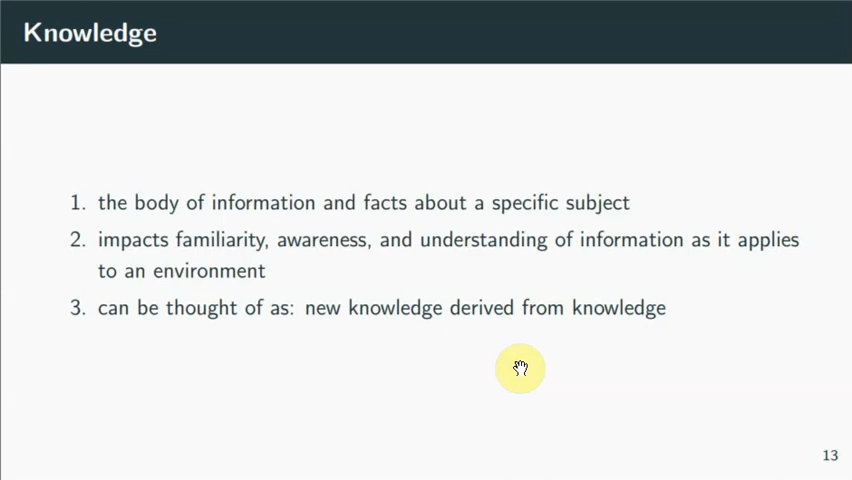 Knowledge
1. the body of information and facts about a specific subject
2. impacts familiarity, awareness, and understanding of information as it applies
to an environment
3. can be thought of as: new knowledge derived from knowledge
13